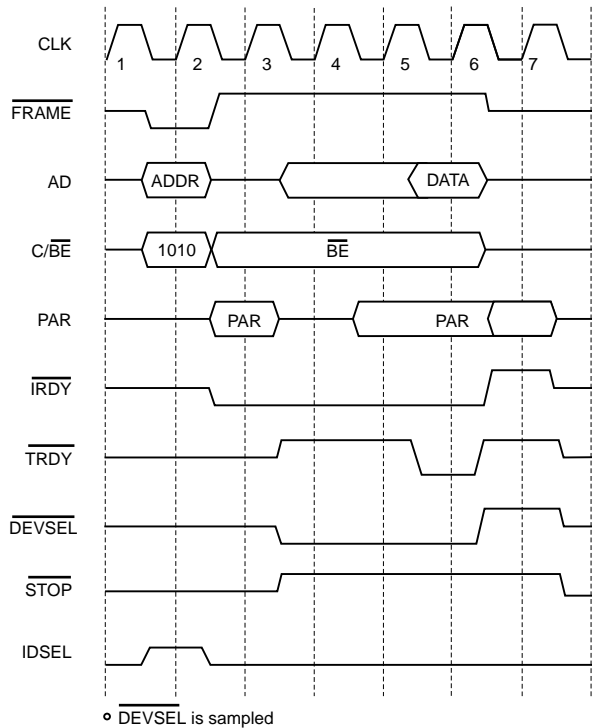 CLK
1 2 3 4 5 6 7
FRAME
AD ADDR DATA
C/BE 1010 BE
PAR PAR PAR
IRDY
TRDY
DEVSEL
STOP
IDSEL
DEVSEL is sampled